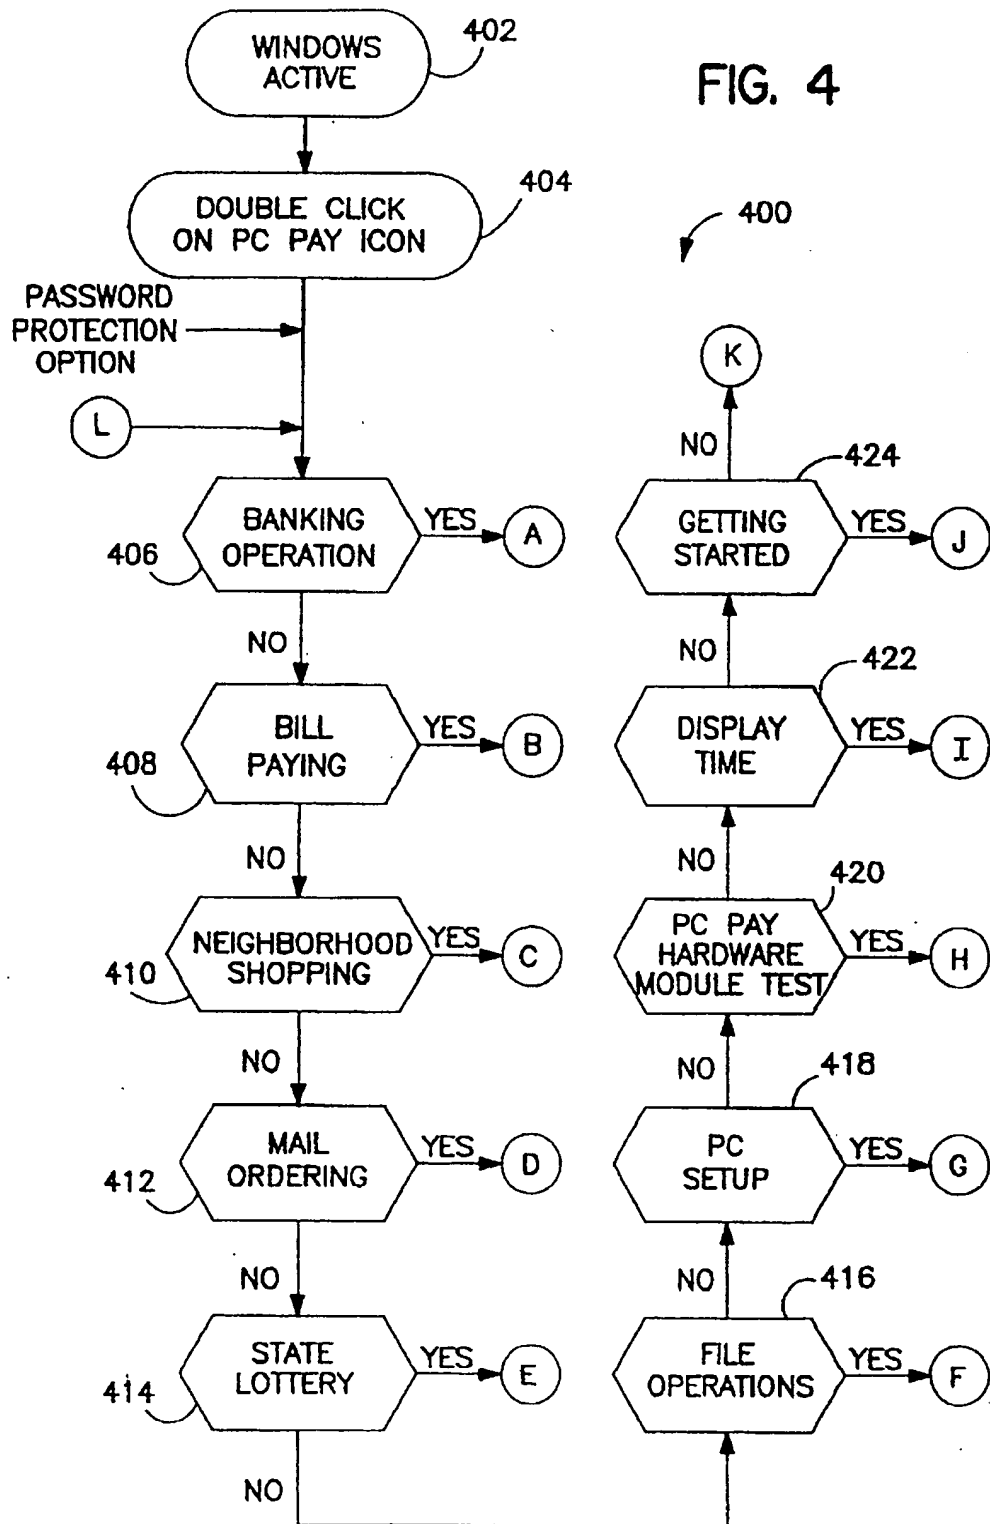 FIG. 4
400
WINDOWS
ACTIVE
402
DOUBLE CLICK
ON PC PAY ICON
404
PASSWORD
PROTECTION
OPTION
L
BANKING
OPERATION
406
YES
A
NO
BILL
PAYING
408
YES
B
NO
NEIGHBORHOOD
SHOPPING
410
YES
C
NO
MAIL
ORDERING
412
YES
D
NO
STATE
LOTTERY
414
YES
E
NO
FILE
OPERATIONS
416
YES
F
NO
PC
SETUP
418
YES
G
NO
PC PAY
HARDWARE
MODULE TEST
420
YES
H
NO
DISPLAY
TIME
422
YES
I
NO
GETTING
STARTED
424
YES
J
NO
K